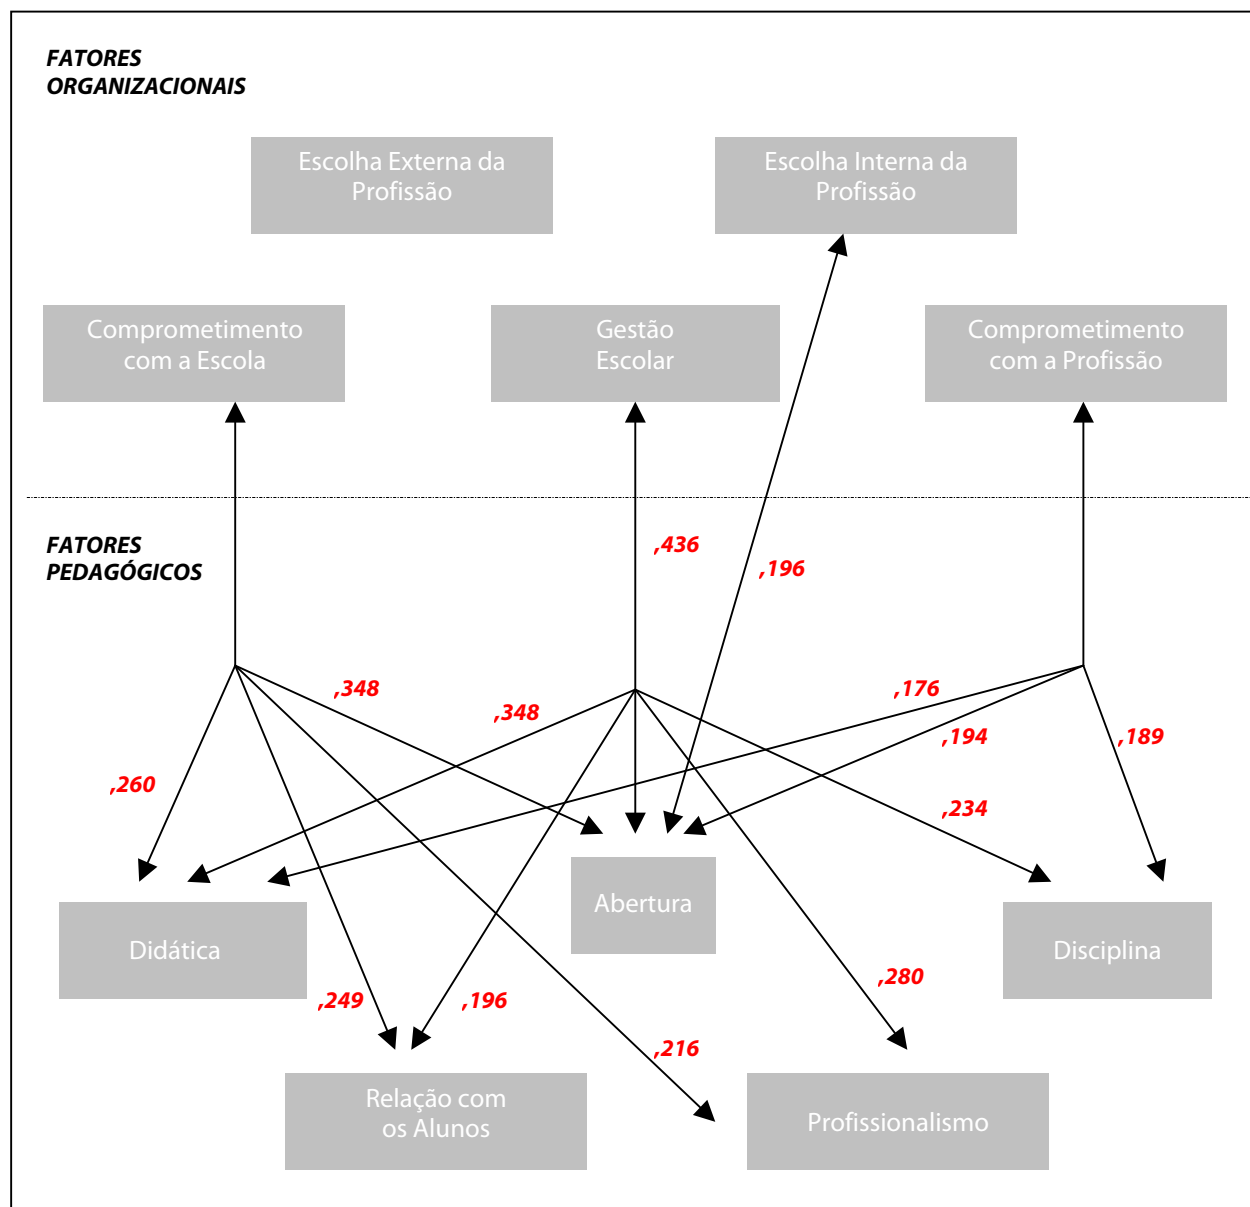 FATORES
ORGANIZACIONAIS
Escolha Externa da
Profissão
Escolha Interna da
Profissão
Comprometimento
com a Escola
Gestão
Escolar
Comprometimento
com a Profissão
FATORES
PEDAGÓGICOS
,436
,196
,348
,348
,176
,194
,189
,260
,234
Didática
Abertura
Disciplina
,249
,196
,280
,216
Relação com
os Alunos
Profissionalismo